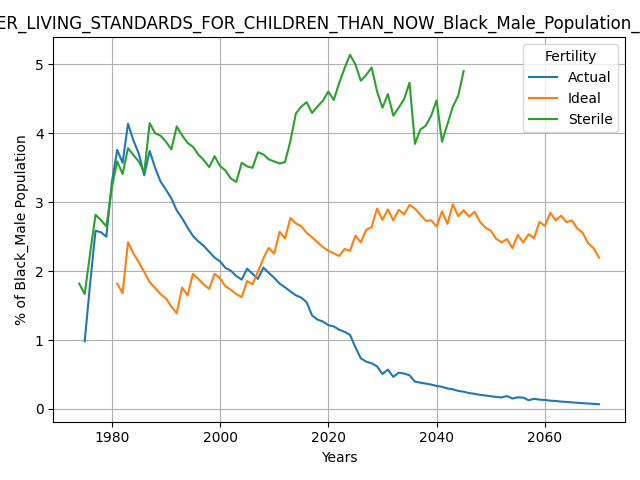 ER_LIVING_STANDARDS_FOR_CHILDREN_THAN_NOW_Black_Male_Population_
Fertility
Actual
Ideal
Sterile
% of Black_Male Population
5
4
3
2
1
0
1980 2000 2020 2040 2060
Years